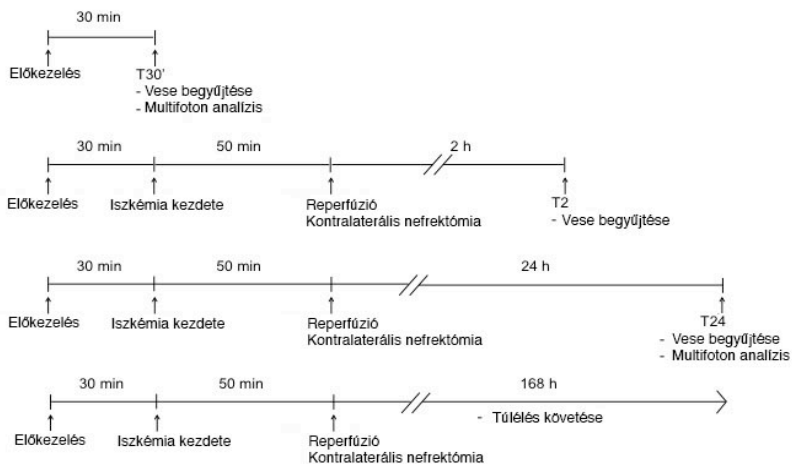 30 min
Előkezelés
T30'
- Vese begyűjtése
- Multifoton analízis
30 min 50 min 2 h
Előkezelés Iszkémia kezdete Reperfúzió T2
Kontralaterális nefrektómia - Vese begyűjtése
30 min 50 min 24 h
Előkezelés Iszkémia kezdete Reperfúzió T24
Kontralaterális nefrektómia - Vese begyűjtése
- Multifoton analízis
30 min 50 min 168 h
- Túlélés követése
Előkezelés Iszkémia kezdete Reperfúzió
Kontralaterális nefrektómia